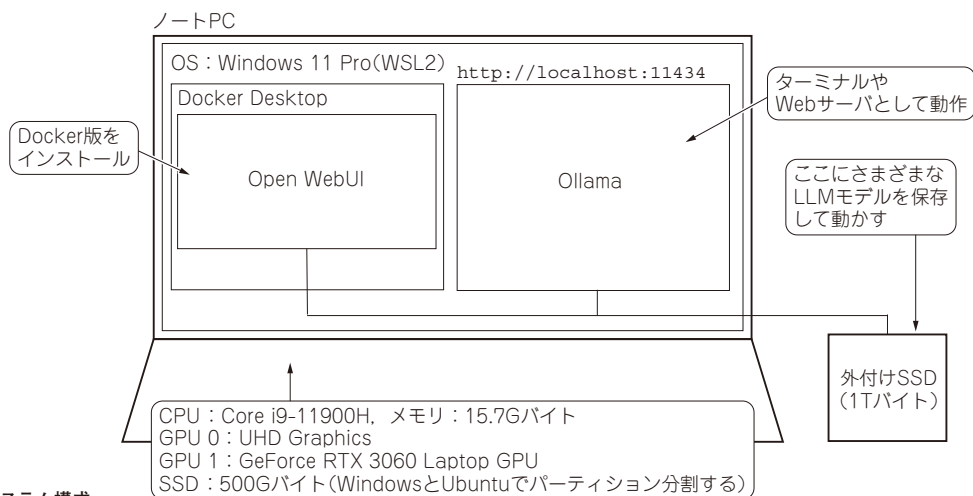 ノートPC
OS：Windows 11 Pro（WSL2）
http://localhost:11434
Docker Desktop
Open WebUI
Ollama
Docker版を
インストール
ターミナルや
Webサーバとして動作
ここにさまざまな
LLMモデルを保存
して動かす
外付けSSD
（1Tバイト）
CPU：Core i9-11900H，メモリ：15.7Gバイト
GPU 0：UHD Graphics
GPU 1：GeForce RTX 3060 Laptop GPU
SSD：500Gバイト（WindowsとUbuntuでパーティション分割する）